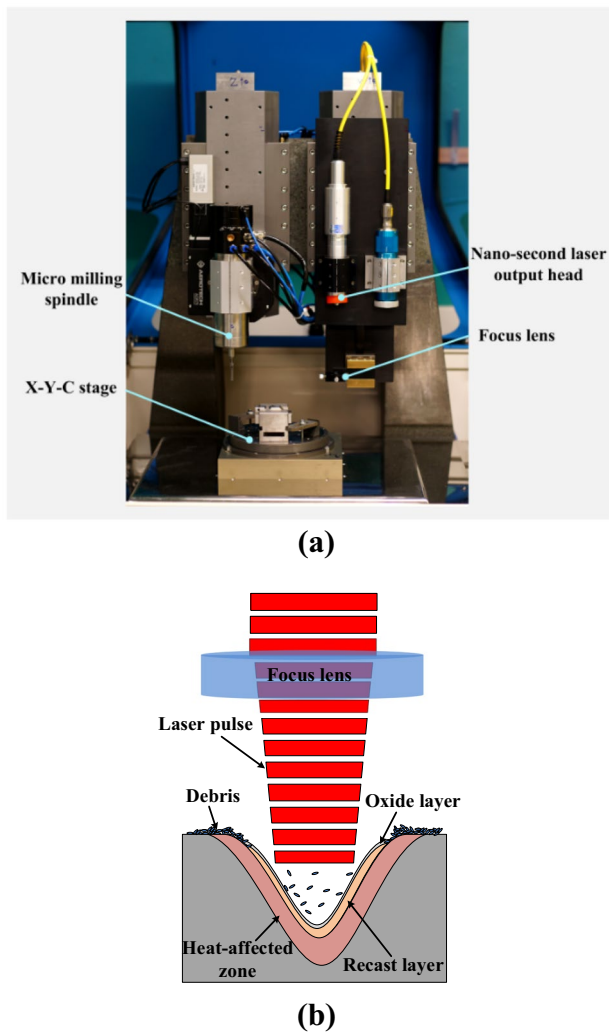 Micro milling
spindle
X-Y-C stage
Nano-second laser
output head
Focus lens
AEROTECH
(a)
Focus lens
Laser pulse
Debris
Oxide layer
Heat-affected
zone
Recast layer
(b)